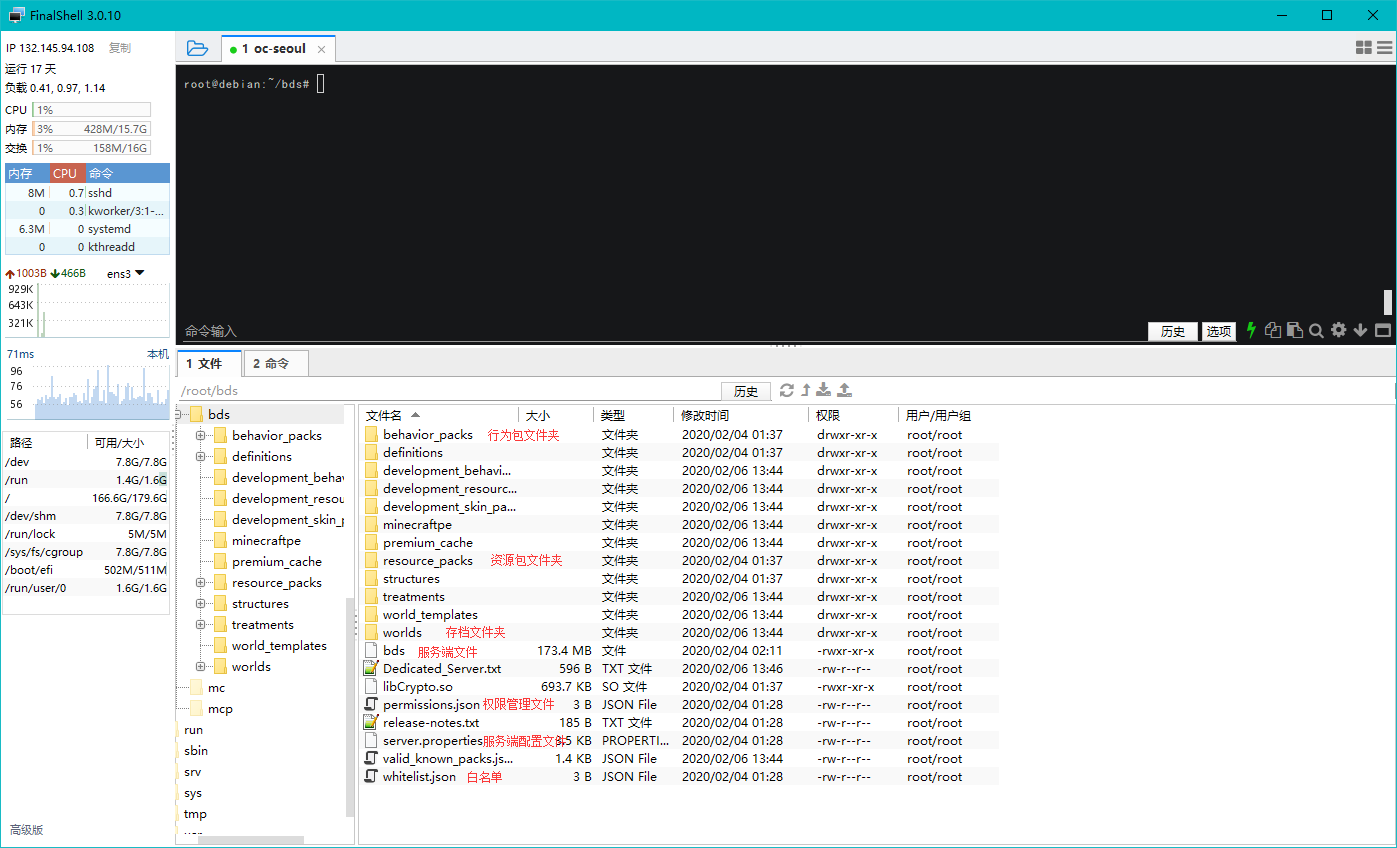 FinalShell 3.0.10
IP 132.145.94.108 复制
运行 17 天
负载 0.41, 0.97, 1.14
CPU 1%
内存 3% 428M/15.7G
交换 1% 158M/16G
内存 CPU 命令
8M 0.7 sshd
0 0.3 kworker/3:1-...
6.3M 0 systemd
0 0 kthreadd
1003B 466B ens3
929K
643K
321K
71ms 本机
96
76
56
路径 可用/大小
/dev 7.8G/7.8G
/run 1.4G/1.6G
/ 166.6G/179.6G
/dev/shm 7.8G/7.8G
/run/lock 5M/5M
/sys/fs/cgroup 7.8G/7.8G
/boot/efi 502M/511M
/run/user/0 1.6G/1.6G
高级版
1 oc-seoul
root@debian:~/bds#
命令输入 历史 选项
1 文件 2 命令
/root/bds 历史
bds
behavior_packs
definitions
development_behav
development_resou
development_skin_p
minecraftpe
premium_cache
resource_packs
structures
treatments
world_templates
worlds
mc
mcp
run
sbin
srv
sys
tmp
文件名 大小 类型 修改时间 权限 用户/用户组
behavior_packs 行为包文件夹 文件夹 2020/02/04 01:37 drwxr-xr-x root/root
definitions 文件夹 2020/02/04 01:37 drwxr-xr-x root/root
development_behavi... 文件夹 2020/02/06 13:44 drwxr-xr-x root/root
development_resourc... 文件夹 2020/02/06 13:44 drwxr-xr-x root/root
development_skin_pa... 文件夹 2020/02/06 13:44 drwxr-xr-x root/root
minecraftpe 文件夹 2020/02/06 13:44 drwxr-xr-x root/root
premium_cache 文件夹 2020/02/06 13:44 drwxr-xr-x root/root
resource_packs 资源包文件夹 文件夹 2020/02/04 01:37 drwxr-xr-x root/root
structures 文件夹 2020/02/04 01:37 drwxr-xr-x root/root
treatments 文件夹 2020/02/06 13:44 drwxr-xr-x root/root
world_templates 文件夹 2020/02/06 13:44 drwxr-xr-x root/root
worlds 存档文件夹 文件夹 2020/02/06 13:44 drwxr-xr-x root/root
bds 服务端文件 173.4 MB 文件 2020/02/04 02:11 -rwxr-xr-x root/root
Dedicated_Server.txt 596 B TXT 文件 2020/02/06 13:46 -rw-r--r-- root/root
libCrypto.so 693.7 KB SO 文件 2020/02/04 01:37 -rwxr-xr-x root/root
permissions.json 权限管理文件 3 B JSON File 2020/02/04 01:28 -rw-r--r-- root/root
release-notes.txt 185 B TXT 文件 2020/02/04 01:28 -rw-r--r-- root/root
server.properties 服务端配置文件 5 KB PROPERTI... 2020/02/04 01:28 -rw-r--r-- root/root
valid_known_packs.js... 1.4 KB JSON File 2020/02/06 13:44 -rw-r--r-- root/root
whitelist.json 白名单 3 B JSON File 2020/02/04 01:28 -rw-r--r-- root/root